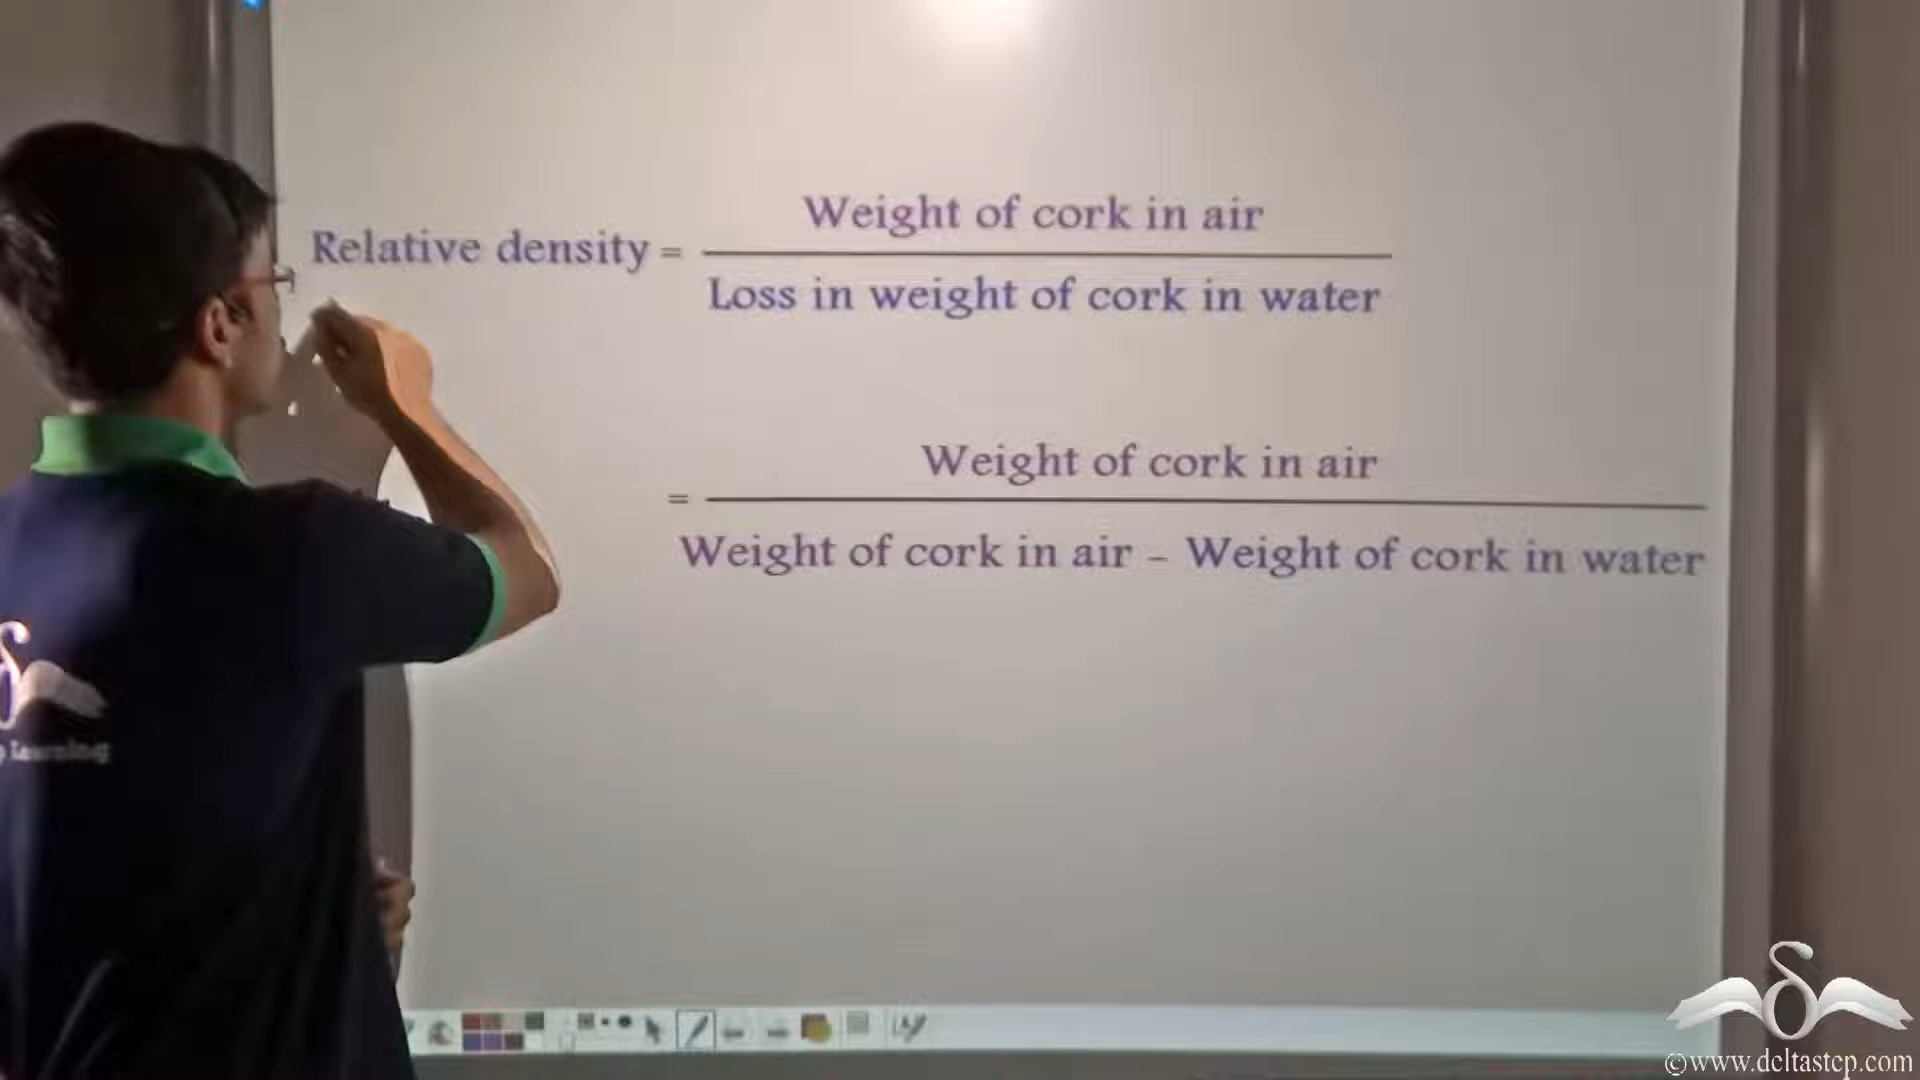 Weight of cork in air
Relative density =
Loss in weight of cork in water
Weight of cork in air
=
Weight of cork in air – Weight of cork in water
Learning
©www.deltastep.com